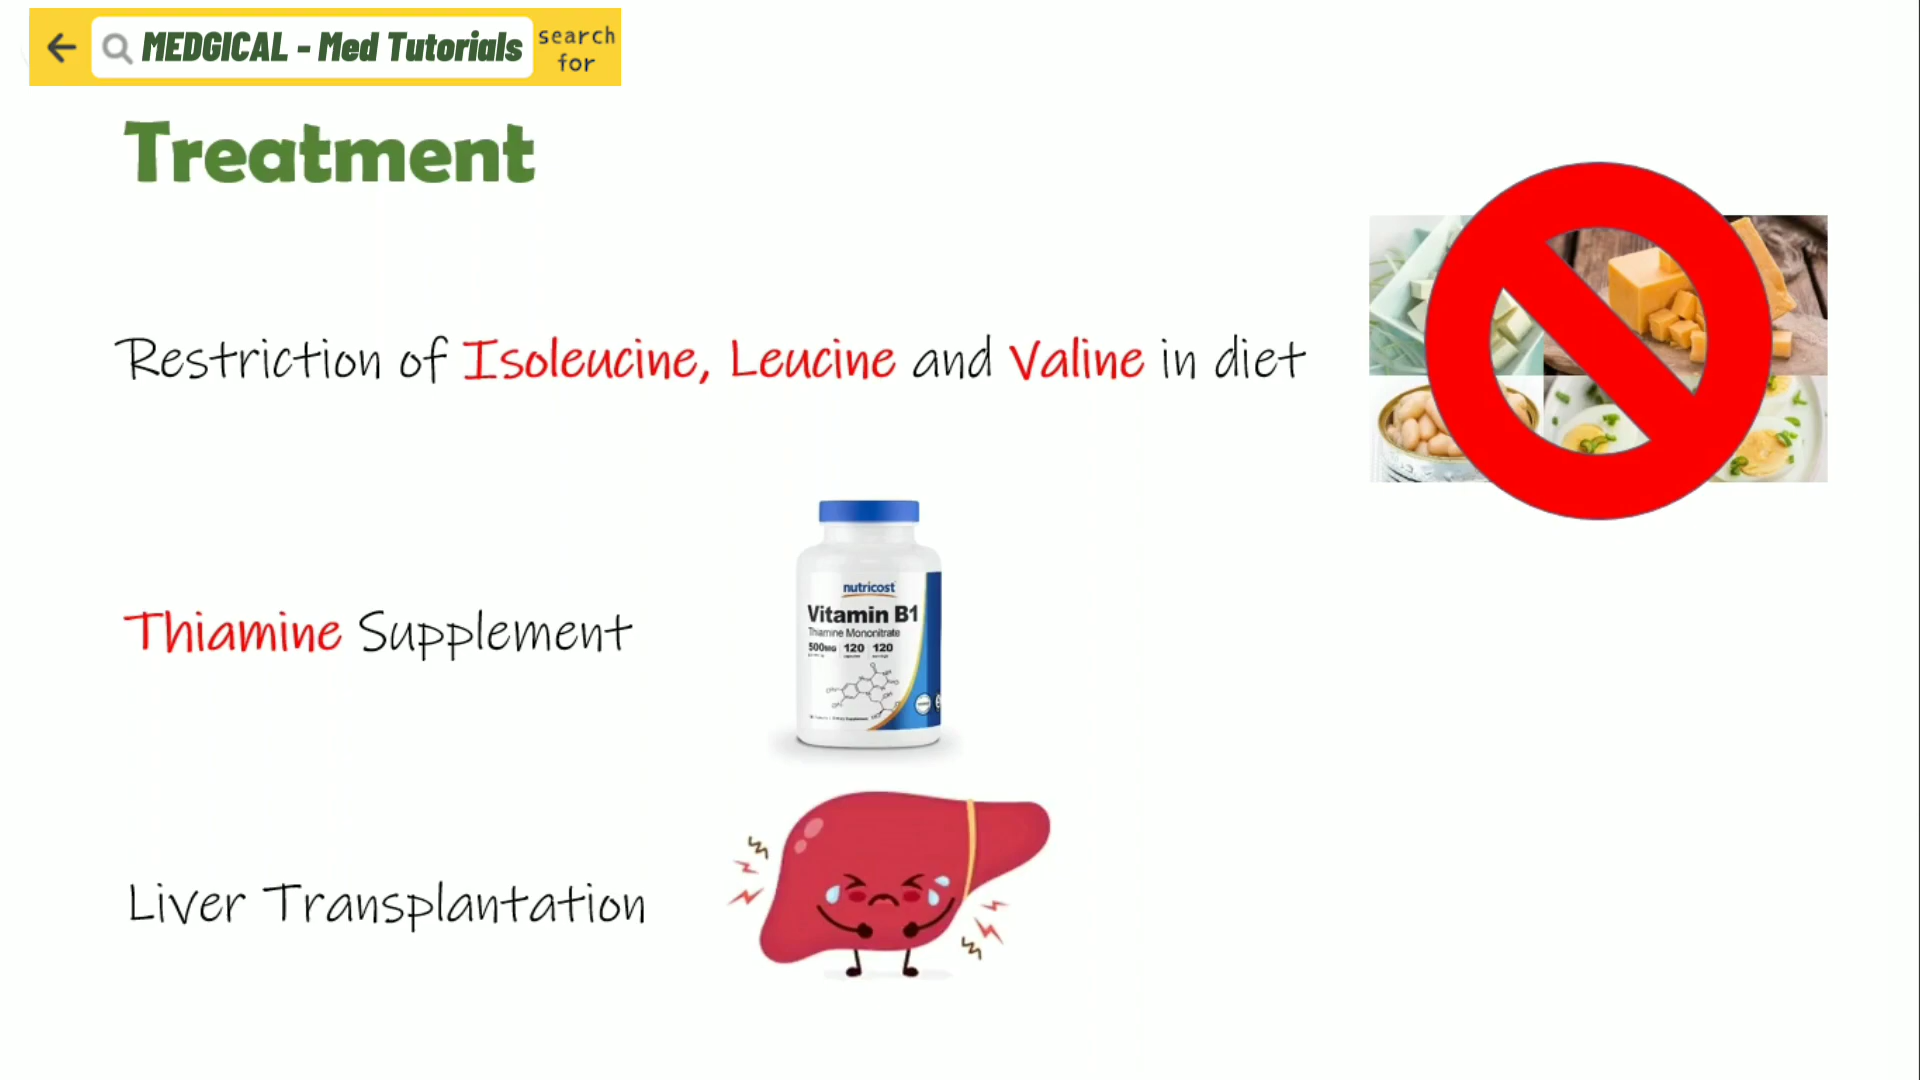 MEDGICAL - Med Tutorials
search
for
Treatment
Restriction of Isoleucine, Leucine and Valine in diet
nutricost
Vitamin B1
Thiamine Mononitrate
500MG 120 120
Thiamine Supplement
Liver Transplantation